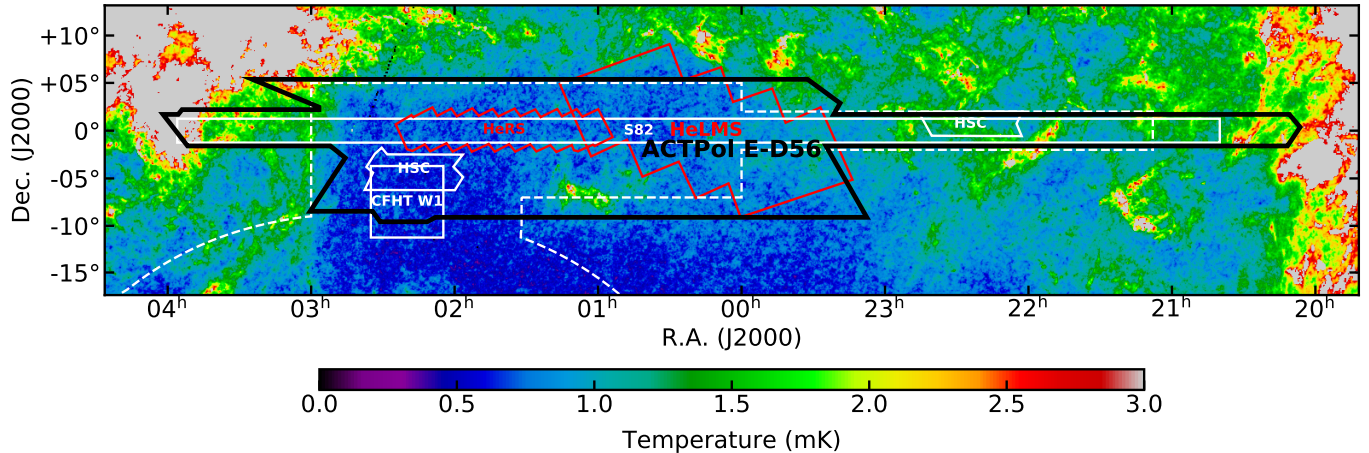 +10°
+05°
0°
-05°
-10°
-15°
Dec. (J2000)
HSC
HeRS
S82
HeLMS
ACTPol E-D56
HSC
CFHT W1
04ʰ 03ʰ 02ʰ 01ʰ 00ʰ 23ʰ 22ʰ 21ʰ 20ʰ
R.A. (J2000)
0.0 0.5 1.0 1.5 2.0 2.5 3.0
Temperature (mK)